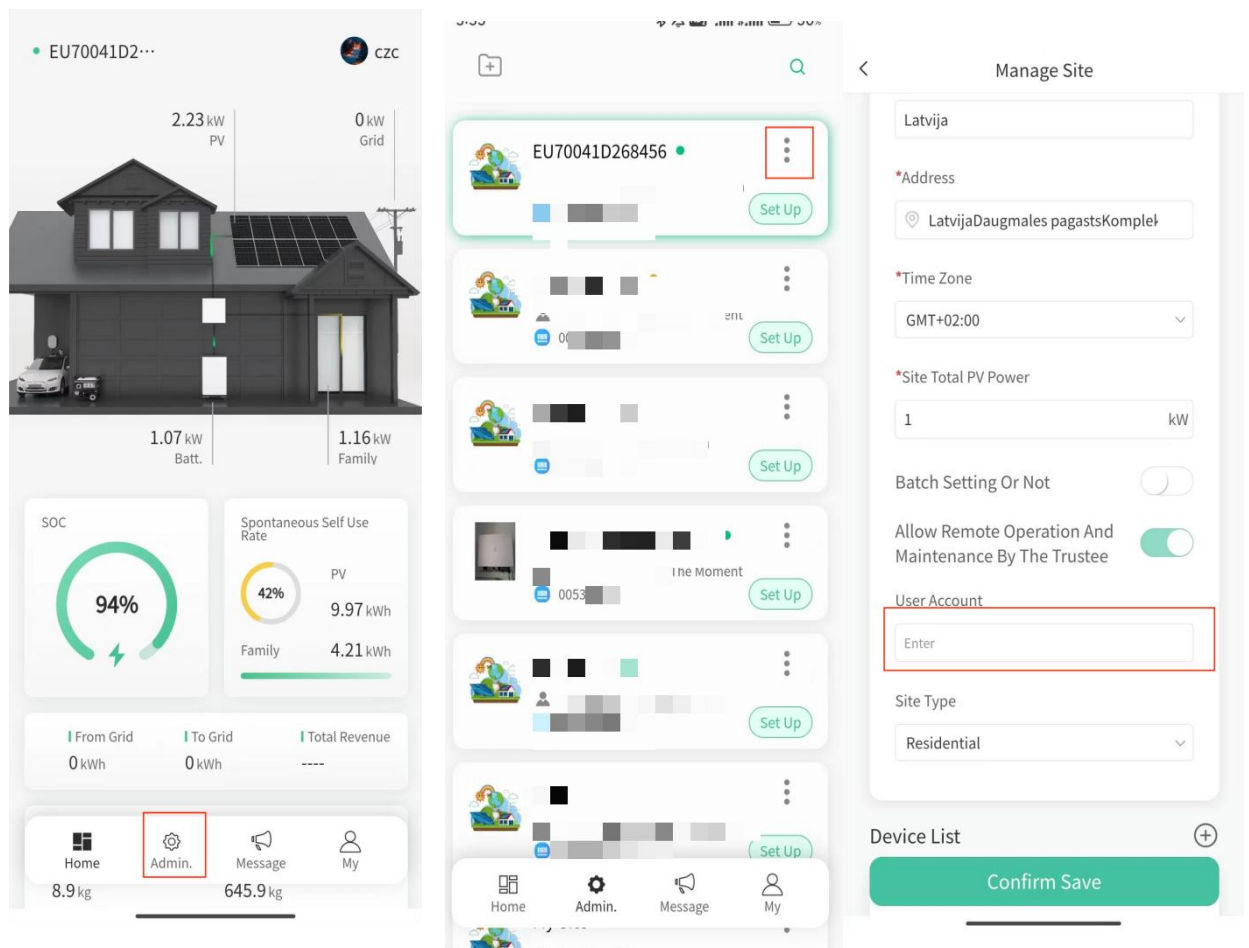 EU70041D2···
czc
2.23 kW
PV
0 kW
Grid
1.07 kW
Batt.
1.16 kW
Family
SOC
94%
Spontaneous Self Use
Rate
42%
PV
9.97 kWh
Family
4.21 kWh
From Grid
0 kWh
To Grid
0 kWh
Total Revenue
----
Home
Admin.
Message
My
8.9 kg
645.9 kg
EU70041D268456
Set Up
Set Up
Set Up
The Moment
0053
Set Up
Set Up
Set Up
Home
Admin.
Message
My
Manage Site
Latvija
*Address
LatvijaDaugmales pagastsKomplek
*Time Zone
GMT+02:00
*Site Total PV Power
1 kW
Batch Setting Or Not
Allow Remote Operation And
Maintenance By The Trustee
User Account
Enter
Site Type
Residential
Device List
Confirm Save